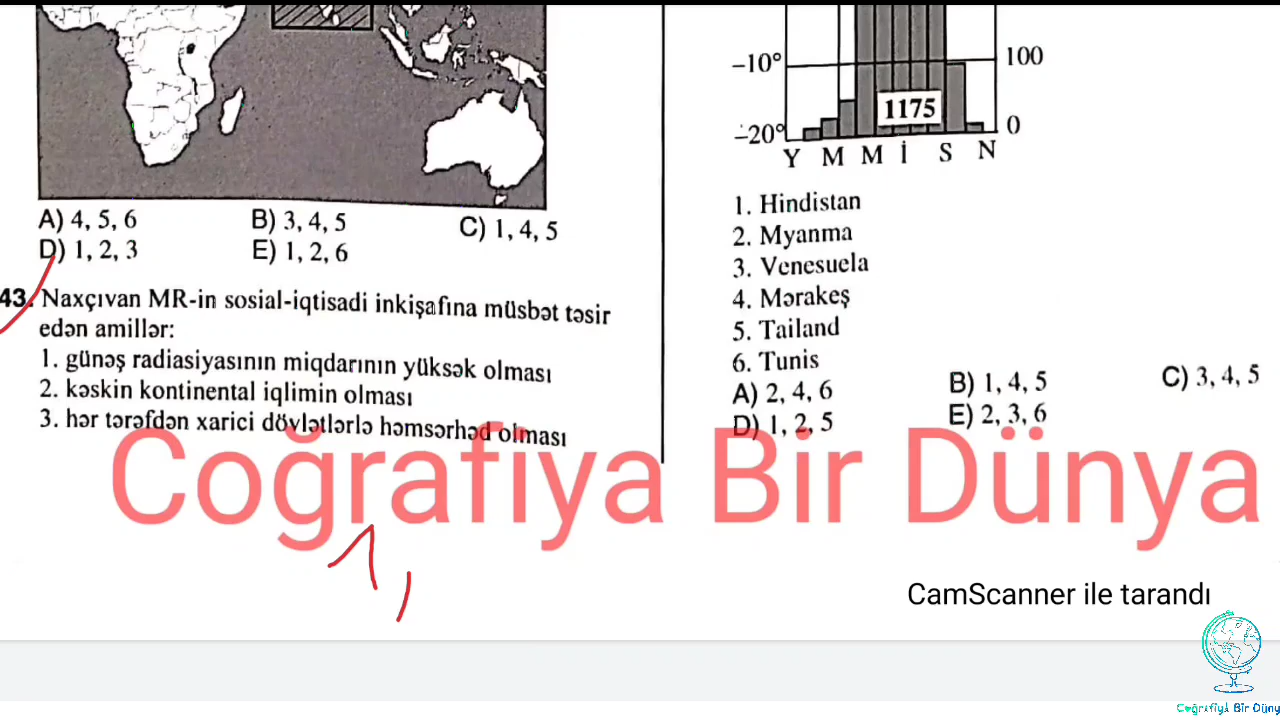 A) 4, 5, 6 B) 3, 4, 5 C) 1, 4, 5
D) 1, 2, 3 E) 1, 2, 6
43. Naxçıvan MR-in sosial-iqtisadi inkişafına müsbət təsir
edən amillər:
1. günəş radiasiyasının miqdarının yüksək olması
2. kəskin kontinental iqlimin olması
3. hər tərəfdən xarici dövlətlərlə həmsərhəd olması
−10° 100
1175
−20° 0
Y M M İ S N
1. Hindistan
2. Myanma
3. Venesuela
4. Mərakeş
5. Tailand
6. Tunis
A) 2, 4, 6 B) 1, 4, 5 C) 3, 4, 5
D) 1, 2, 5 E) 2, 3, 6
Coğrafiya Bir Dünya
1,
CamScanner ile tarandı
Coğrafiya Bir Düny